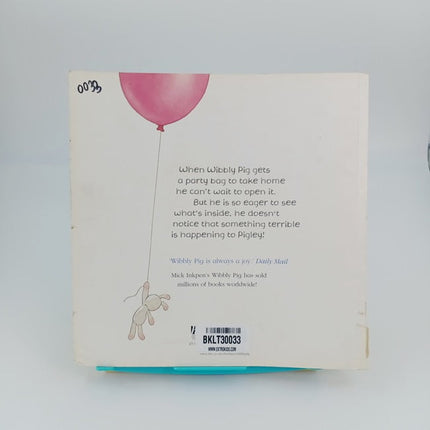 0033
When Wibbly Pig gets
a party bag to take home
he can't wait to open it.
But he is so eager to see
what's inside, he doesn't
notice that something terrible
is happening to Pigley!
'Wibbly Pig is always a joy' Daily Mail
Mick Inkpen's Wibbly Pig has sold
millions of books worldwide!
BKLT30033